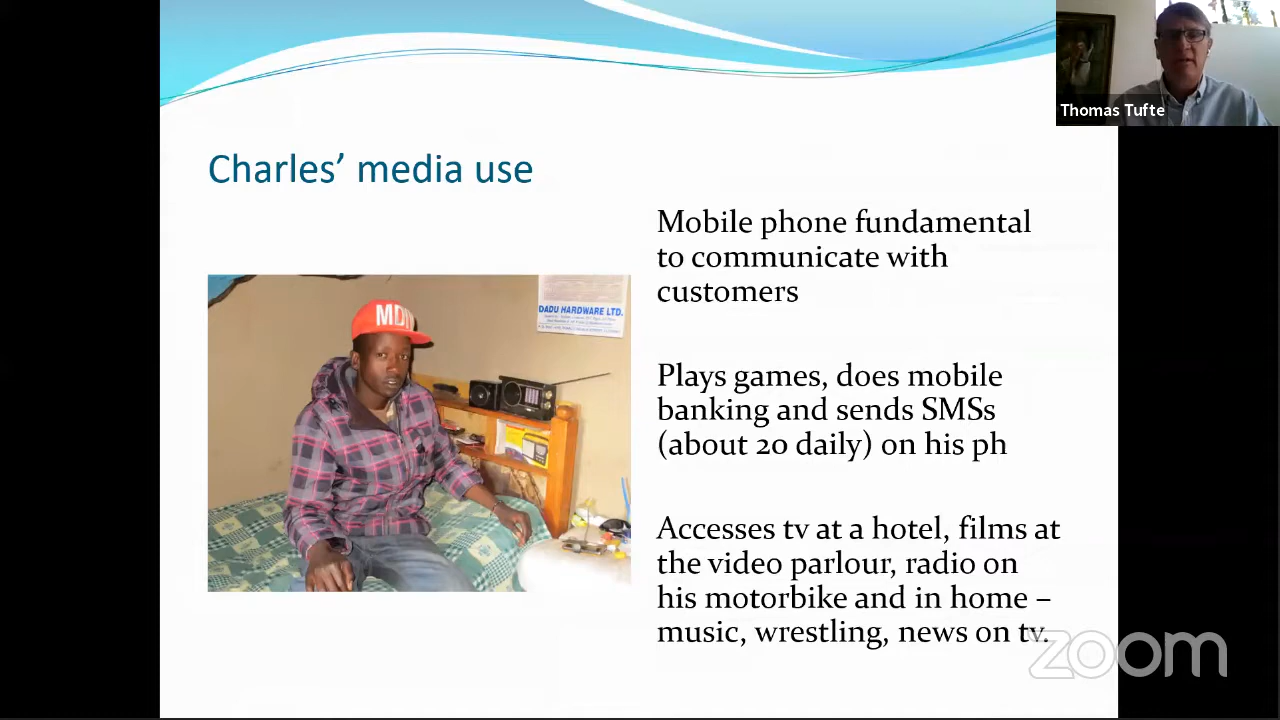 Thomas Tufte
Charles’ media use
Mobile phone fundamental
to communicate with
customers
DADU HARDWARE LTD.
MDI
Plays games, does mobile
banking and sends SMSs
(about 20 daily) on his ph
Accesses tv at a hotel, films at
the video parlour, radio on
his motorbike and in home –
music, wrestling, news on tv.
zoom